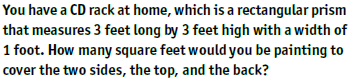 You have a CD rack at home, which is a rectangular prism
that measures 3 feet long by 3 feet high with a width of
1 foot. How many square feet would you be painting to
cover the two sides, the top, and the back?